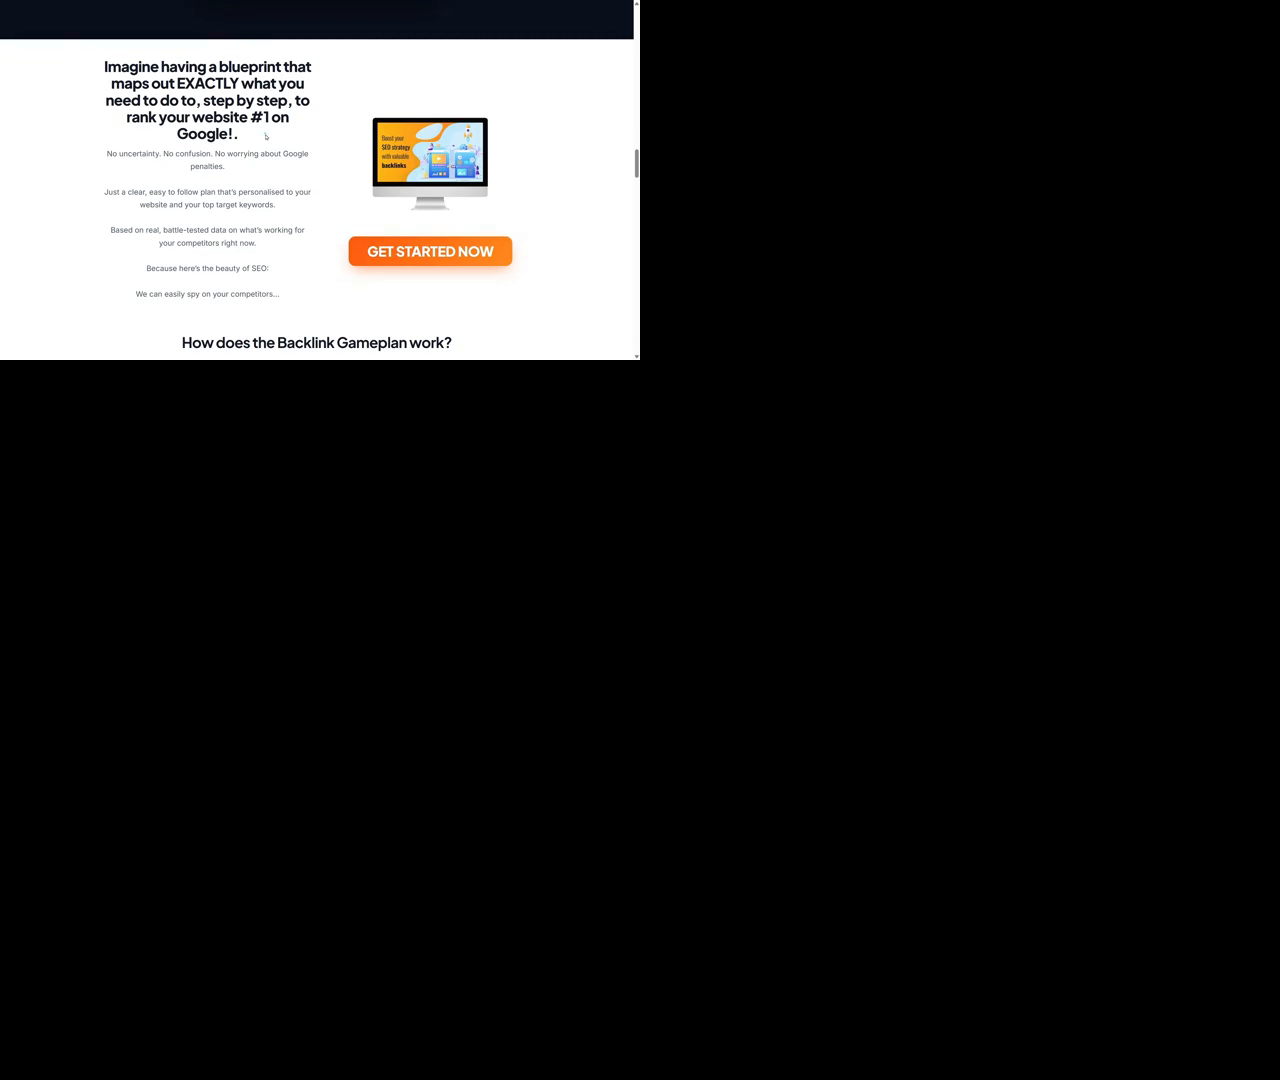 Imagine having a blueprint that
maps out EXACTLY what you
need to do to, step by step, to
rank your website #1 on
Google!.
No uncertainty. No confusion. No worrying about Google
penalties.
Just a clear, easy to follow plan that's personalised to your
website and your top target keywords.
Based on real, battle-tested data on what's working for
your competitors right now.
Because here's the beauty of SEO:
We can easily spy on your competitors...
Boost your
SEO strategy
with valuable
backlinks
GET STARTED NOW
How does the Backlink Gameplan work?